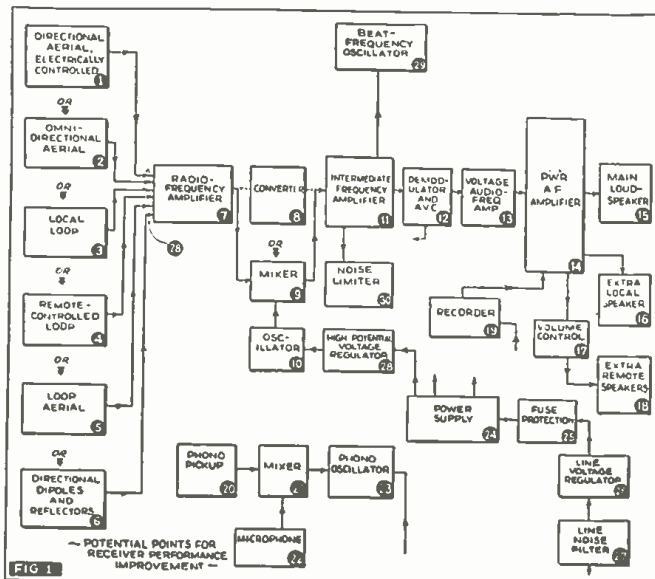 DIRECTIONAL
AERIAL,
ELECTRICALLY
CONTROLLED
1
OR
OMNI-
DIRECTIONAL
AERIAL
2
OR
LOCAL
LOOP
3
OR
REMOTE-
CONTROLLED
LOOP
4
OR
LOOP
AERIAL
5
OR
DIRECTIONAL
DIPOLES
AND
REFLECTORS
6
28
RADIO-
FREQUENCY
AMPLIFIER
7
CONVERTER
8
OR
MIXER
9
OSC-
ILLATOR
10
BEAT-
FREQUENCY
OSCILLATOR
29
INTERMEDIATE
FREQUENCY
AMPLIFIER
11
NOISE
LIMITER
30
DEMOD-
ULATOR
AND
A.V.C.
12
VOLTAGE
AUDIO-
FREQ
AMP
13
PWR
A.F.
AMPLIFIER
14
MAIN
LOUD-
SPEAKER
15
EXTRA
LOCAL
SPEAKER
16
VOLUME
CONTROL
17
EXTRA
REMOTE
SPEAKERS
18
RECORDER
19
HIGH POTENTIAL
VOLTAGE
REGULATOR
28
POWER
SUPPLY
24
FUSE
PROTECTION
25
LINE
VOLTAGE
REGULATOR
LINE
NOISE
FILTER
PHONO
PICKUP
20
MIXER
PHONO
OSCILLATOR
23
MICROPHONE
22
~ POTENTIAL POINTS FOR
RECEIVER PERFORMANCE
IMPROVEMENT —
FIG 1